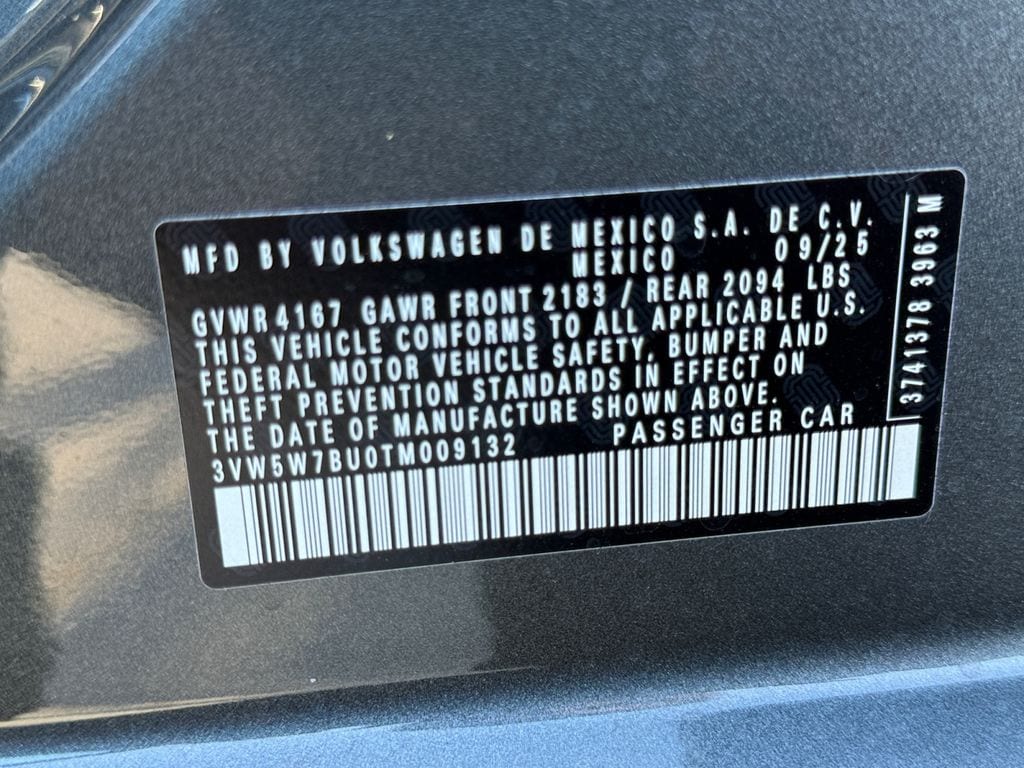 MFD BY VOLKSWAGEN DE MEXICO S.A. DE C.V.
MEXICO 09/25
GVWR 4167 GAWR FRONT 2183 / REAR 2094 LBS
THIS VEHICLE CONFORMS TO ALL APPLICABLE U.S.
FEDERAL MOTOR VEHICLE SAFETY, BUMPER AND
THEFT PREVENTION STANDARDS IN EFFECT ON
THE DATE OF MANUFACTURE SHOWN ABOVE.
3VW5W7BU0TM009132 PASSENGER CAR
3741378 3963 M